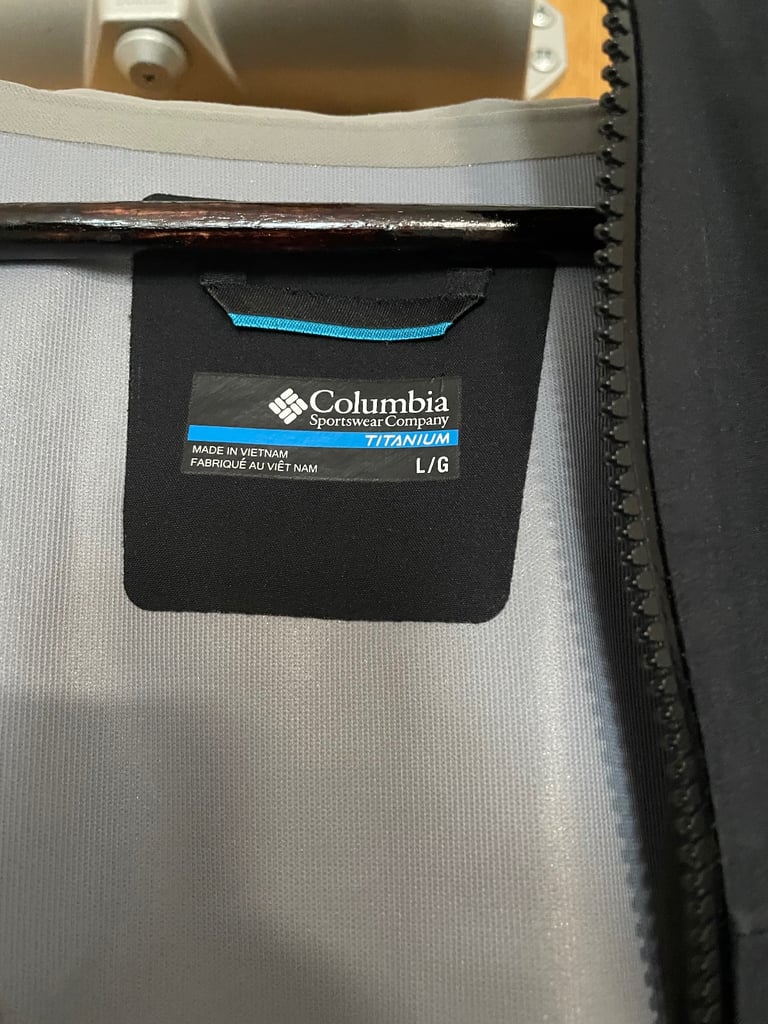 Columbia
Sportswear Company
TITANIUM
MADE IN VIETNAM
FABRIQUÉ AU VIÊT NAM
L/G